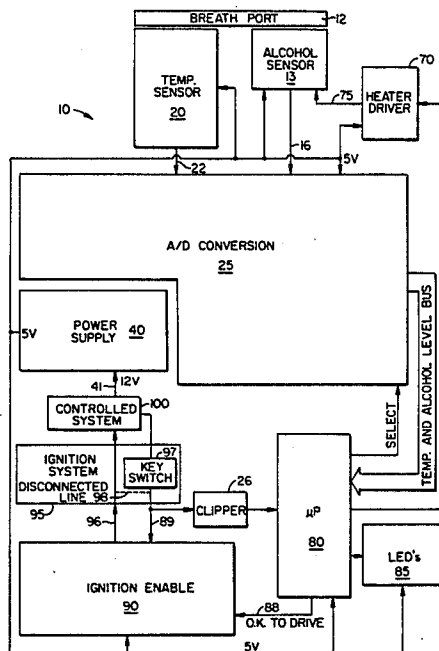 BREATH PORT
12
TEMP.
SENSOR
20
ALCOHOL
SENSOR
13
70
HEATER
DRIVER
75
10
22
16
5V
A/D CONVERSION
25
POWER
SUPPLY 40
5V
41 12V
CONTROLLED
SYSTEM
100
IGNITION
SYSTEM
DISCONNECTED
LINE 98
97
KEY
SWITCH
95
96
89
26
CLIPPER
SELECT
TEMP. AND ALCOHOL LEVEL BUS
μP
80
LED's
85
IGNITION ENABLE
90
88
O.K. TO DRIVE
5V